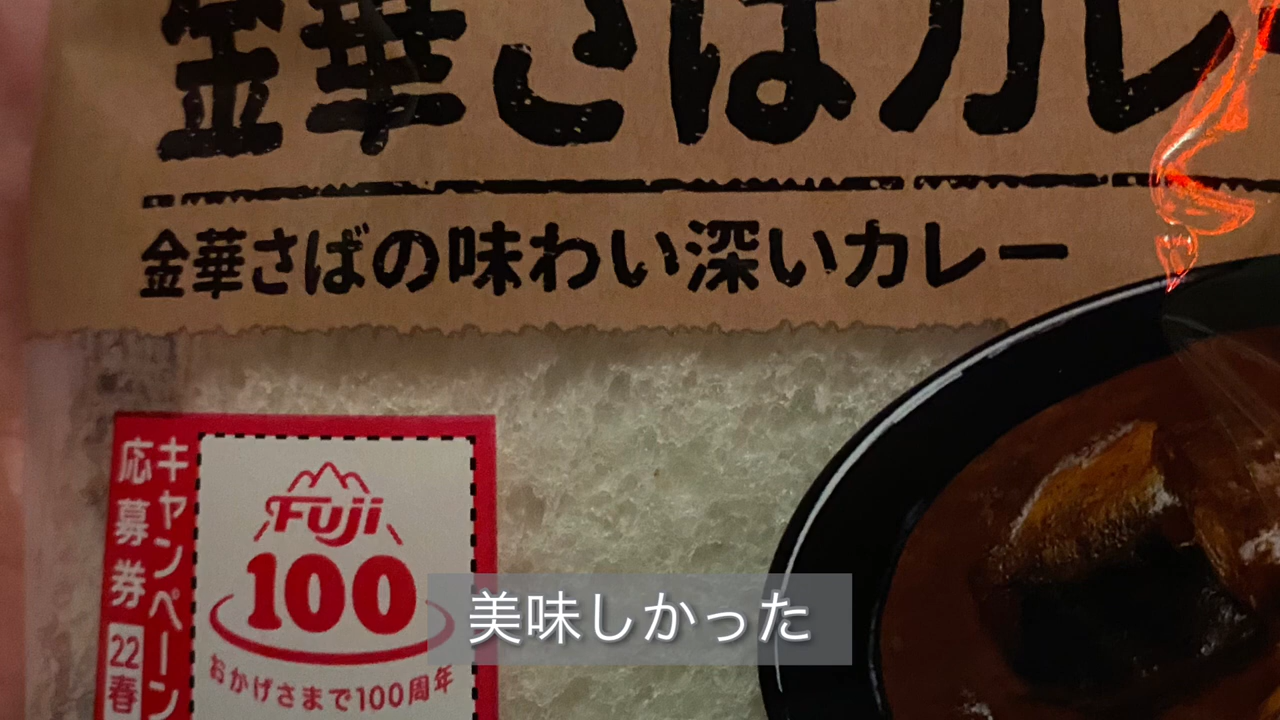 金華さばカレー
金華さばの味わい深いカレー
キャンペーン
応募券
22春
Fuji
100
おかげさまで100周年
美味しかった